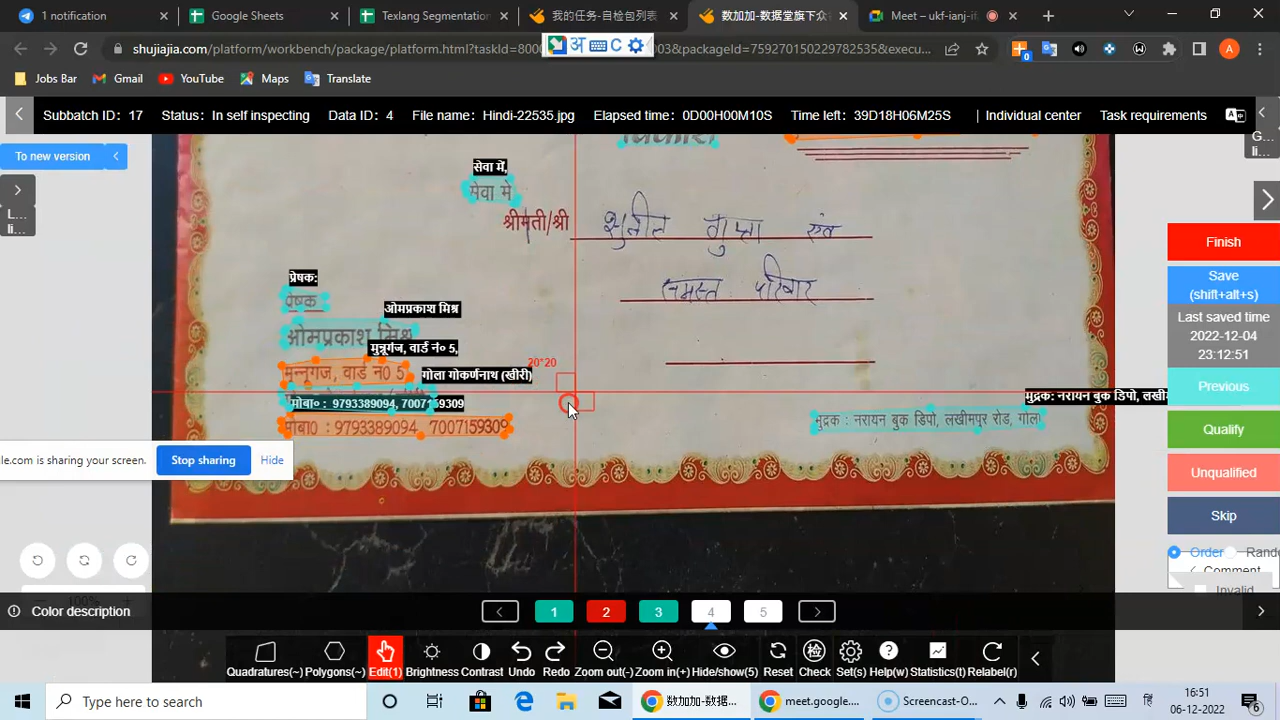 1 notification
Google Sheets
Texlang Segmentation
我的任务-自检包列表
数加加-数据堂旗下众
Meet – ukf-ianj-if
shujiajia.com/platform/workbench/package/platform.html?taskId=8000
003&packageId=759270150229782535&execu...
Jobs Bar
Gmail
YouTube
Maps
Translate
Subbatch ID： 17
Status： In self inspecting
Data ID： 4
File name： Hindi-22535.jpg
Elapsed time： 0D00H00M10S
Time left： 39D18H06M25S
Individual center
Task requirements
To new version
सेवा में,
सेवा मे
श्रीमती/श्री
सुनील गुप्ता एंव
समस्त परिवार
प्रेषक:
प्रेषक
ओमप्रकाश मिश्र
ओमप्रकाश मिश्र
मुन्नूगंज, वार्ड नं० 5,
मुन्नूगंज, वार्ड न0 5
20*20
गोला गोकर्णनाथ (खीरी)
मोबा० : 9793389094, 7007159309
मोबा0 : 9793389094, 7007159309
मुद्रक: नरायन बुक डिपो, लखीम
मुद्रक : नरायन बुक डिपो, लखीमपुर रोड, गोला
le.com is sharing your screen.
Stop sharing
Hide
Finish
Save
(shift+alt+s)
Last saved time
2022-12-04
23:12:51
Previous
Qualify
Unqualified
Skip
Order
Rand
Comment
Invalid
Color description
1
2
3
4
5
Quadratures(~)
Polygons(~)
Edit(1)
Brightness
Contrast
Undo
Redo
Zoom out(-)
Zoom in(+)
Hide/show(5)
Reset
Check
Set(s)
Help(w)
Statistics(t)
Relabel(r)
Type here to search
数加加-数据...
meet.google....
Screencast-O...
6:51
06-12-2022
6